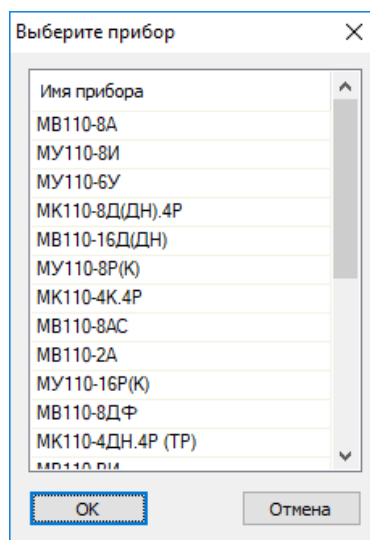 Выберите прибор
Имя прибора
МВ110-8А
МУ110-8И
МУ110-6У
МК110-8Д(ДН).4Р
МВ110-16Д(ДН)
МУ110-8Р(К)
МК110-4К.4Р
МВ110-8АС
МВ110-2А
МУ110-16Р(К)
МВ110-8ДФ
МК110-4ДН.4Р (ТР)
OK Отмена